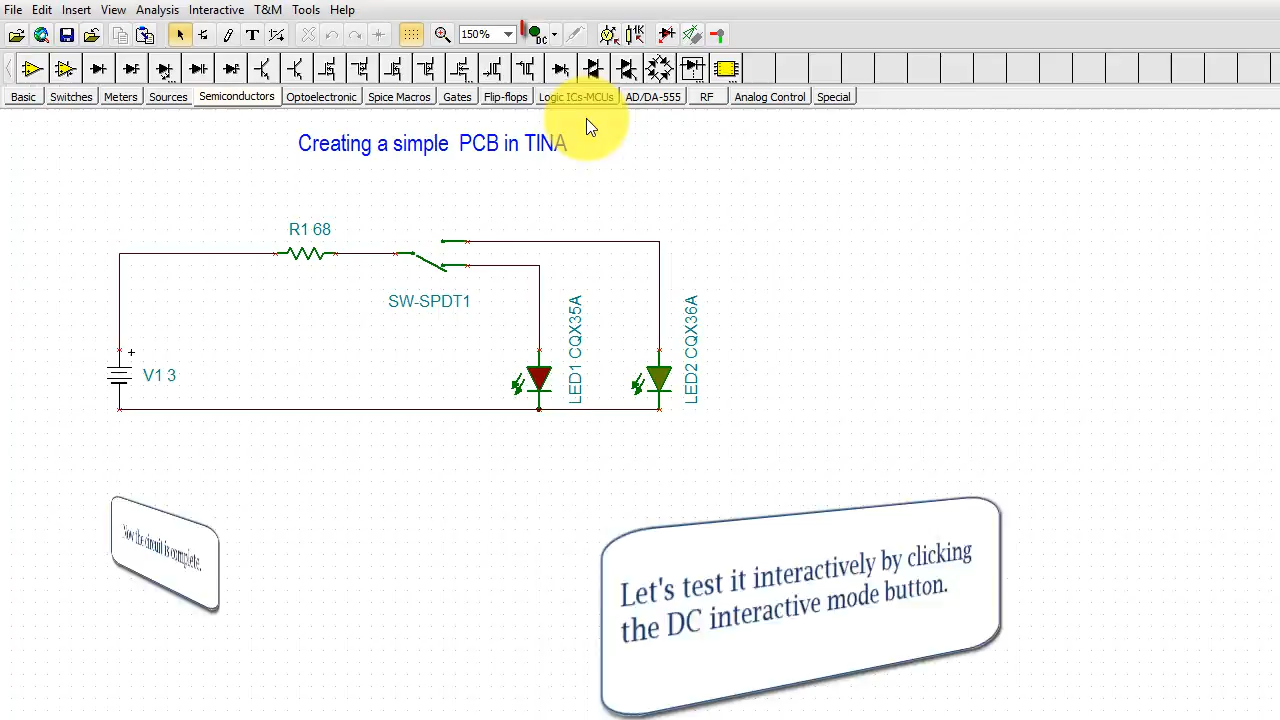 File Edit Insert View Analysis Interactive T&M Tools Help
150% DC
Basic Switches Meters Sources Semiconductors Optoelectronic Spice Macros Gates Flip-flops Logic ICs-MCUs AD/DA-555 RF Analog Control Special
Creating a simple PCB in TINA
R1 68
SW-SPDT1
LED1 CQX35A
LED2 CQX36A
+
V1 3
Now the circuit is complete.
Let's test it interactively by clicking
the DC interactive mode button.